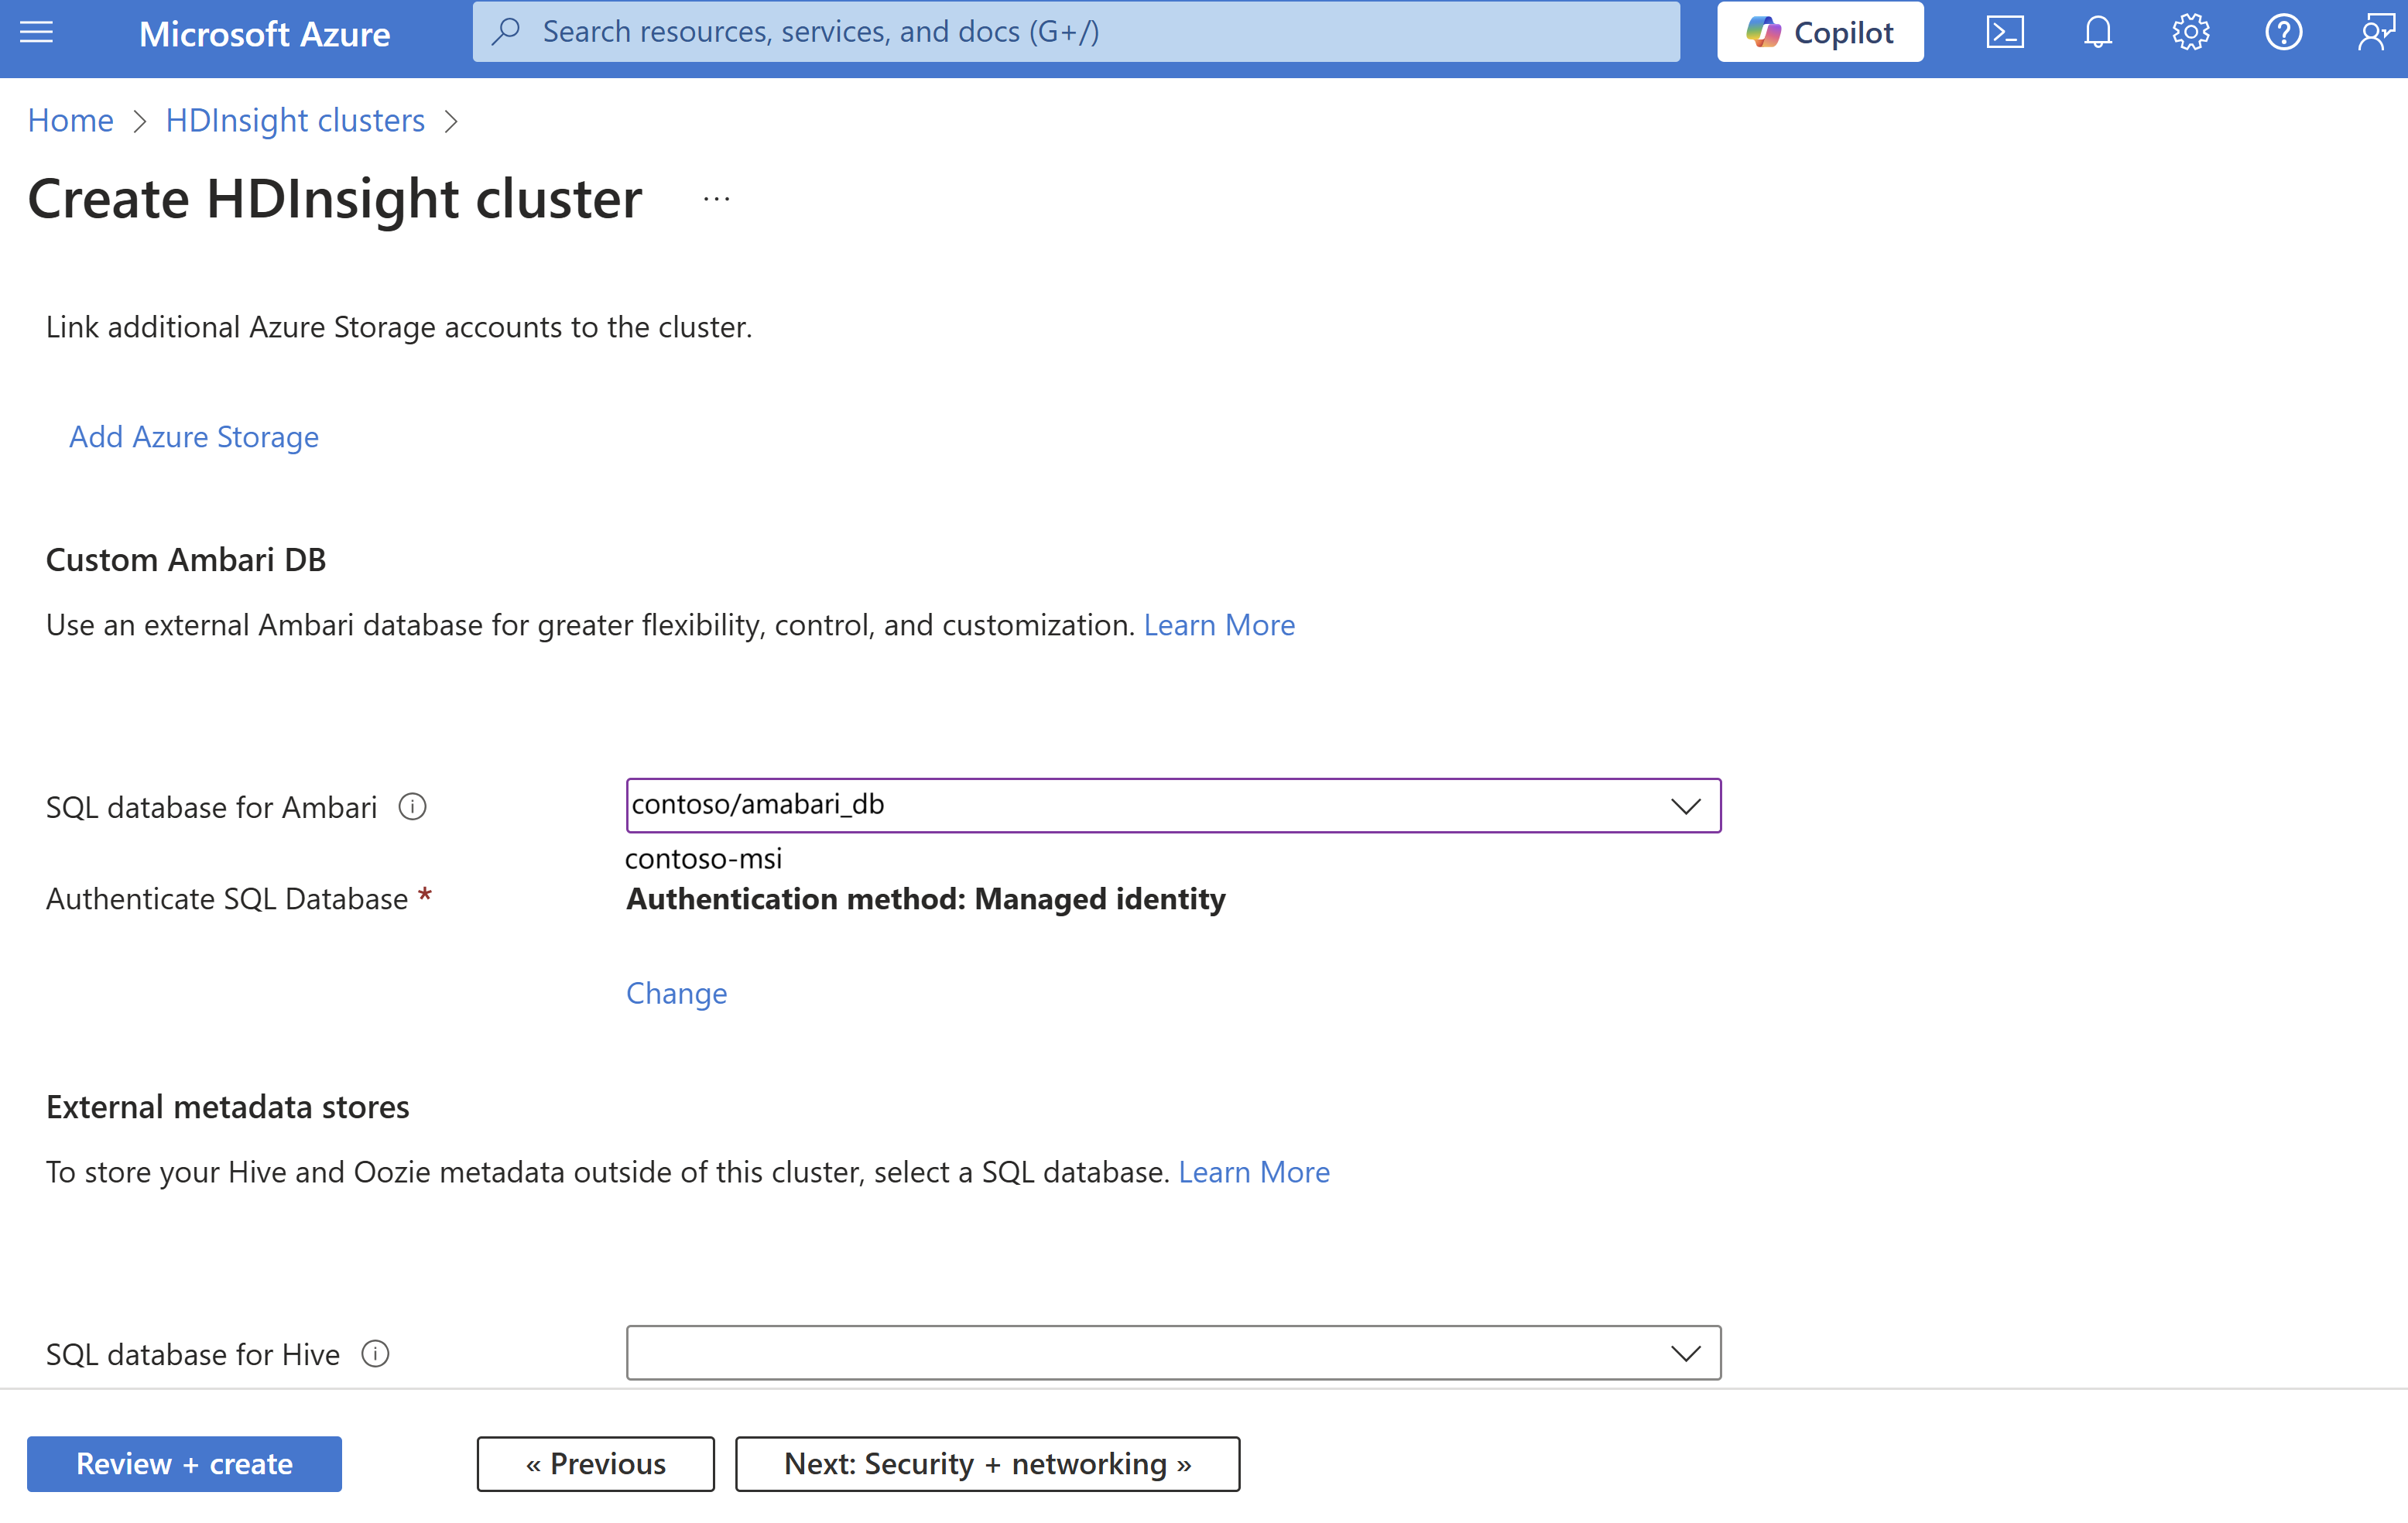 Microsoft Azure
Search resources, services, and docs (G+/)
Copilot
Home > HDInsight clusters >
Create HDInsight cluster ...
Link additional Azure Storage accounts to the cluster.
Add Azure Storage
Custom Ambari DB
Use an external Ambari database for greater flexibility, control, and customization. Learn More
SQL database for Ambari
contoso/amabari_db
contoso-msi
Authenticate SQL Database *
Authentication method: Managed identity
Change
External metadata stores
To store your Hive and Oozie metadata outside of this cluster, select a SQL database. Learn More
SQL database for Hive
Review + create
« Previous
Next: Security + networking »